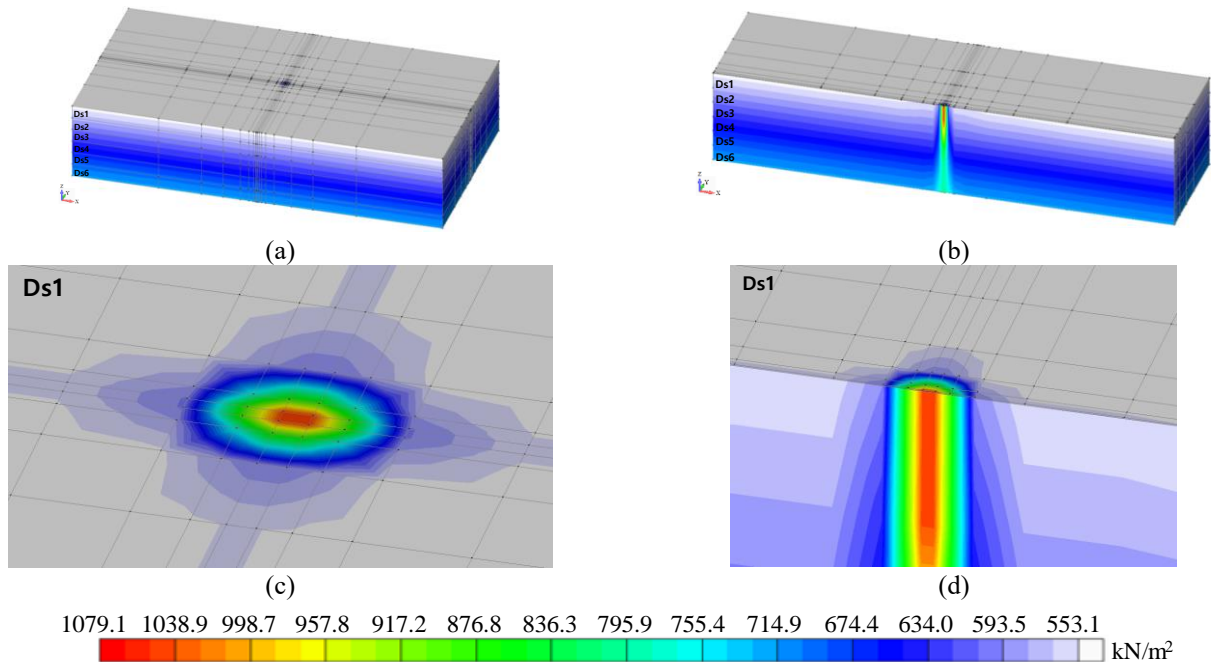 Ds1
Ds2
Ds3
Ds4
Ds5
Ds6
Z
Y
X
(a)
Ds1
Ds2
Ds3
Ds4
Ds5
Ds6
Z
Y
X
(b)
Ds1
(c)
Ds1
(d)
1079.1 1038.9 998.7 957.8 917.2 876.8 836.3 795.9 755.4 714.9 674.4 634.0 593.5 553.1
kN/m²